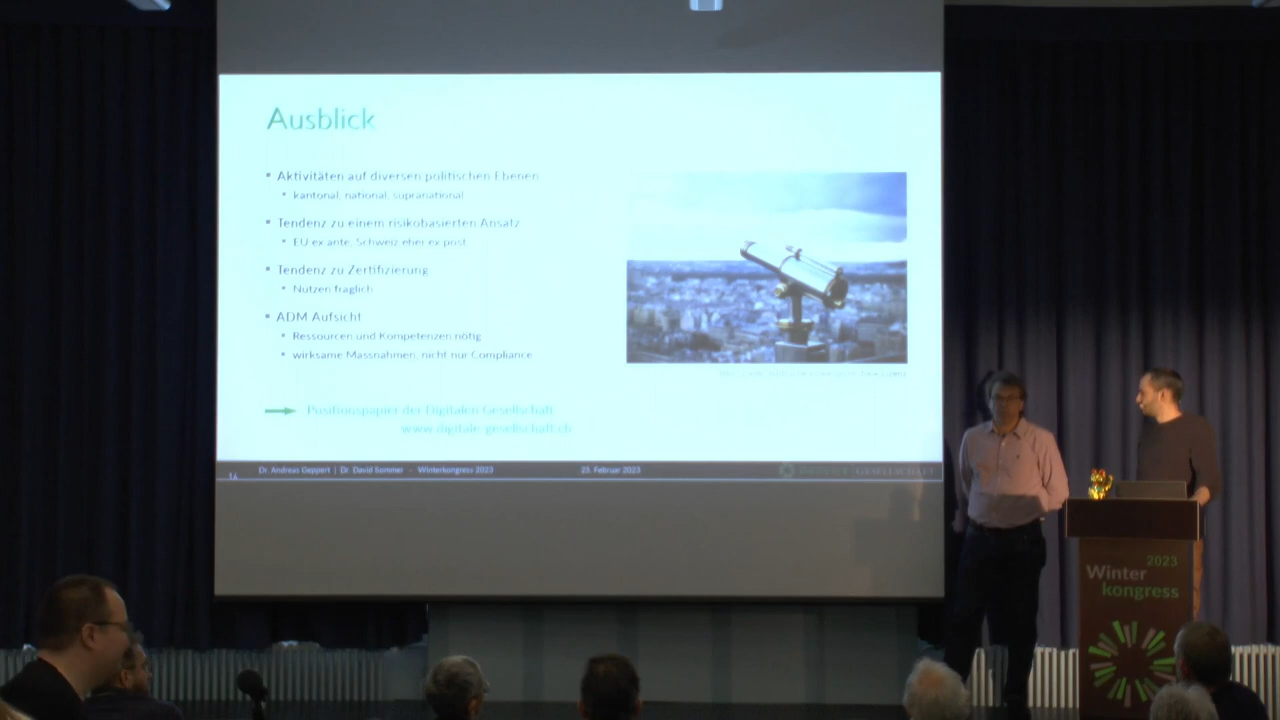 Ausblick
Aktivitäten auf diversen politischen Ebenen
kantonal, national, supranational
Tendenz zu einem risikobasierten Ansatz
EU ex ante, Schweiz eher ex post
Tendenz zu Zertifizierung
Nutzen fraglich
ADM Aufsicht
Ressourcen und Kompetenzen nötig
wirksame Massnahmen, nicht nur Compliance
Positionspapier der Digitalen Gesellschaft
www.digitale-gesellschaft.ch
16
Dr. Andreas Geppert | Dr. David Sommer - Winterkongress 2023
25. Februar 2023
GESELLSCHAFT
2023
Winter
kongress